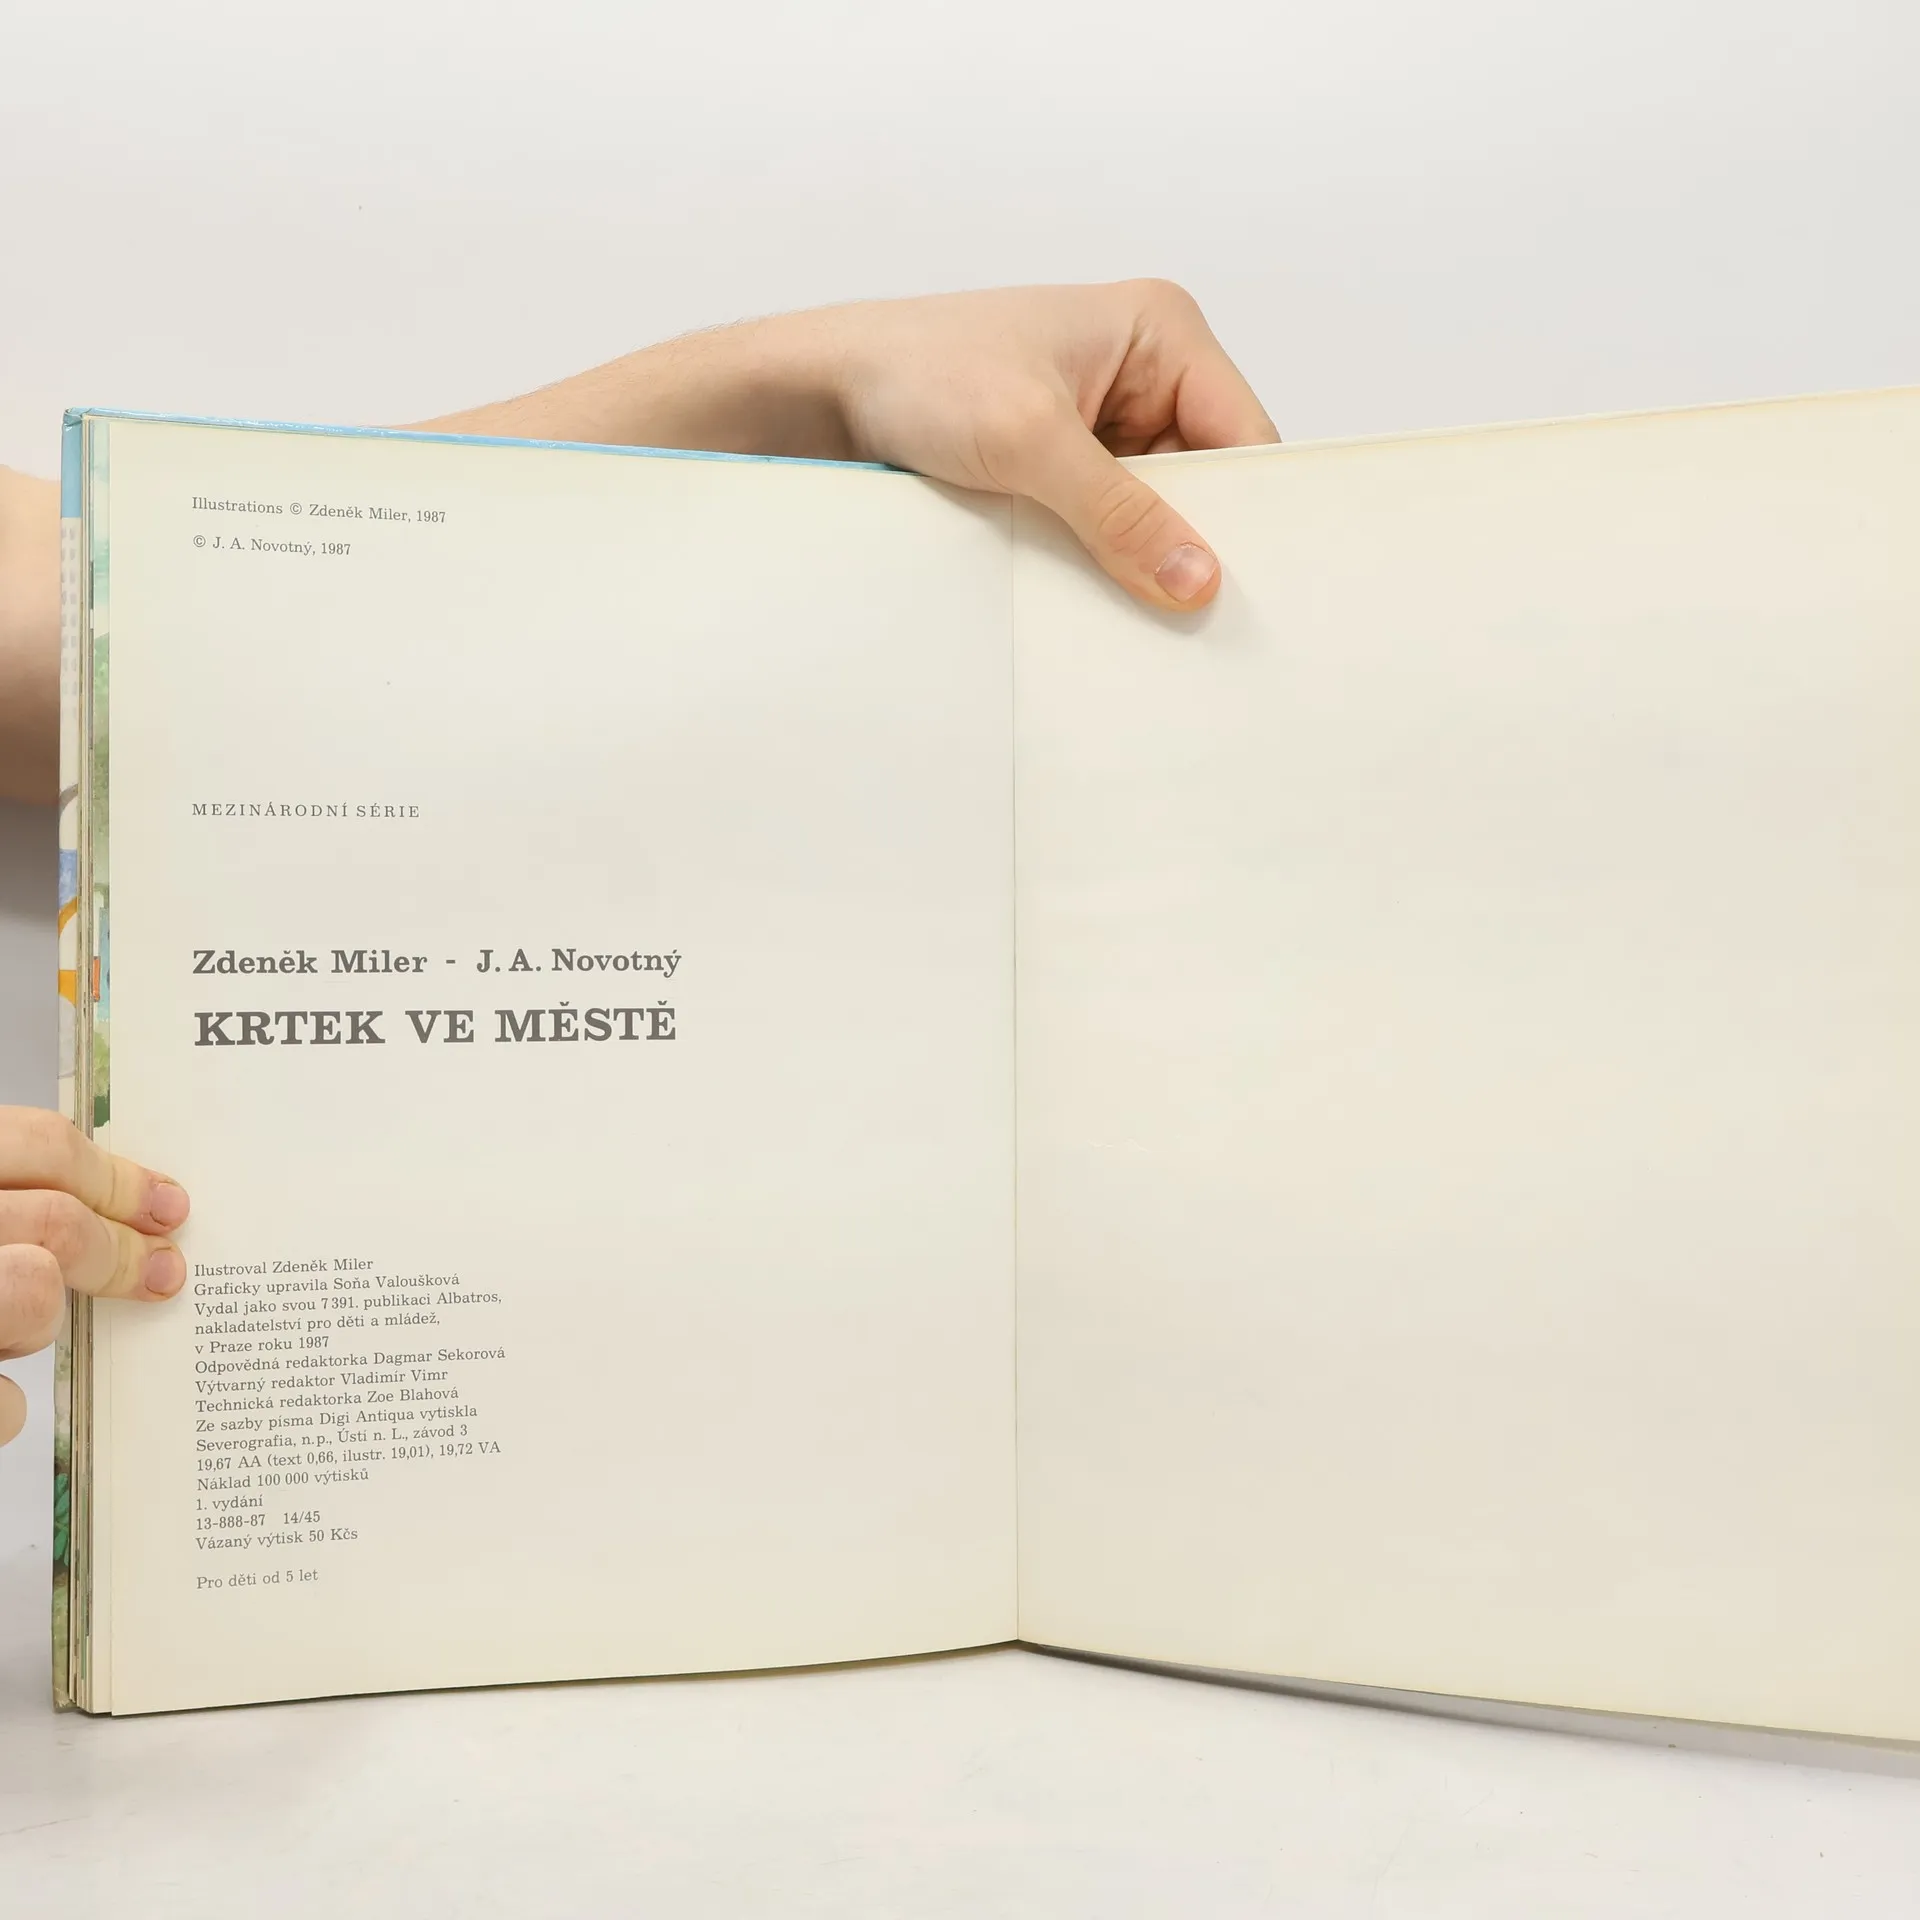 Illustrations © Zdeněk Miler, 1987
© J. A. Novotný, 1987
MEZINÁRODNÍ SÉRIE
Zdeněk Miler - J. A. Novotný
KRTEK VE MĚSTĚ
Ilustroval Zdeněk Miler
Graficky upravila Soňa Valoušková
Vydal jako svou 7391. publikaci Albatros,
nakladatelství pro děti a mládež,
v Praze roku 1987
Odpovědná redaktorka Dagmar Sekorová
Výtvarný redaktor Vladimír Vimr
Technická redaktorka Zoe Blahová
Ze sazby písma Digi Antiqua vytiskla
Severografia, n. p., Ústí n. L., závod 3
19,67 AA (text 0,66, ilustr. 19,01), 19,72 VA
Náklad 100 000 výtisků
1. vydání
13-888-87 14/45
Vázaný výtisk 50 Kčs
Pro děti od 5 let